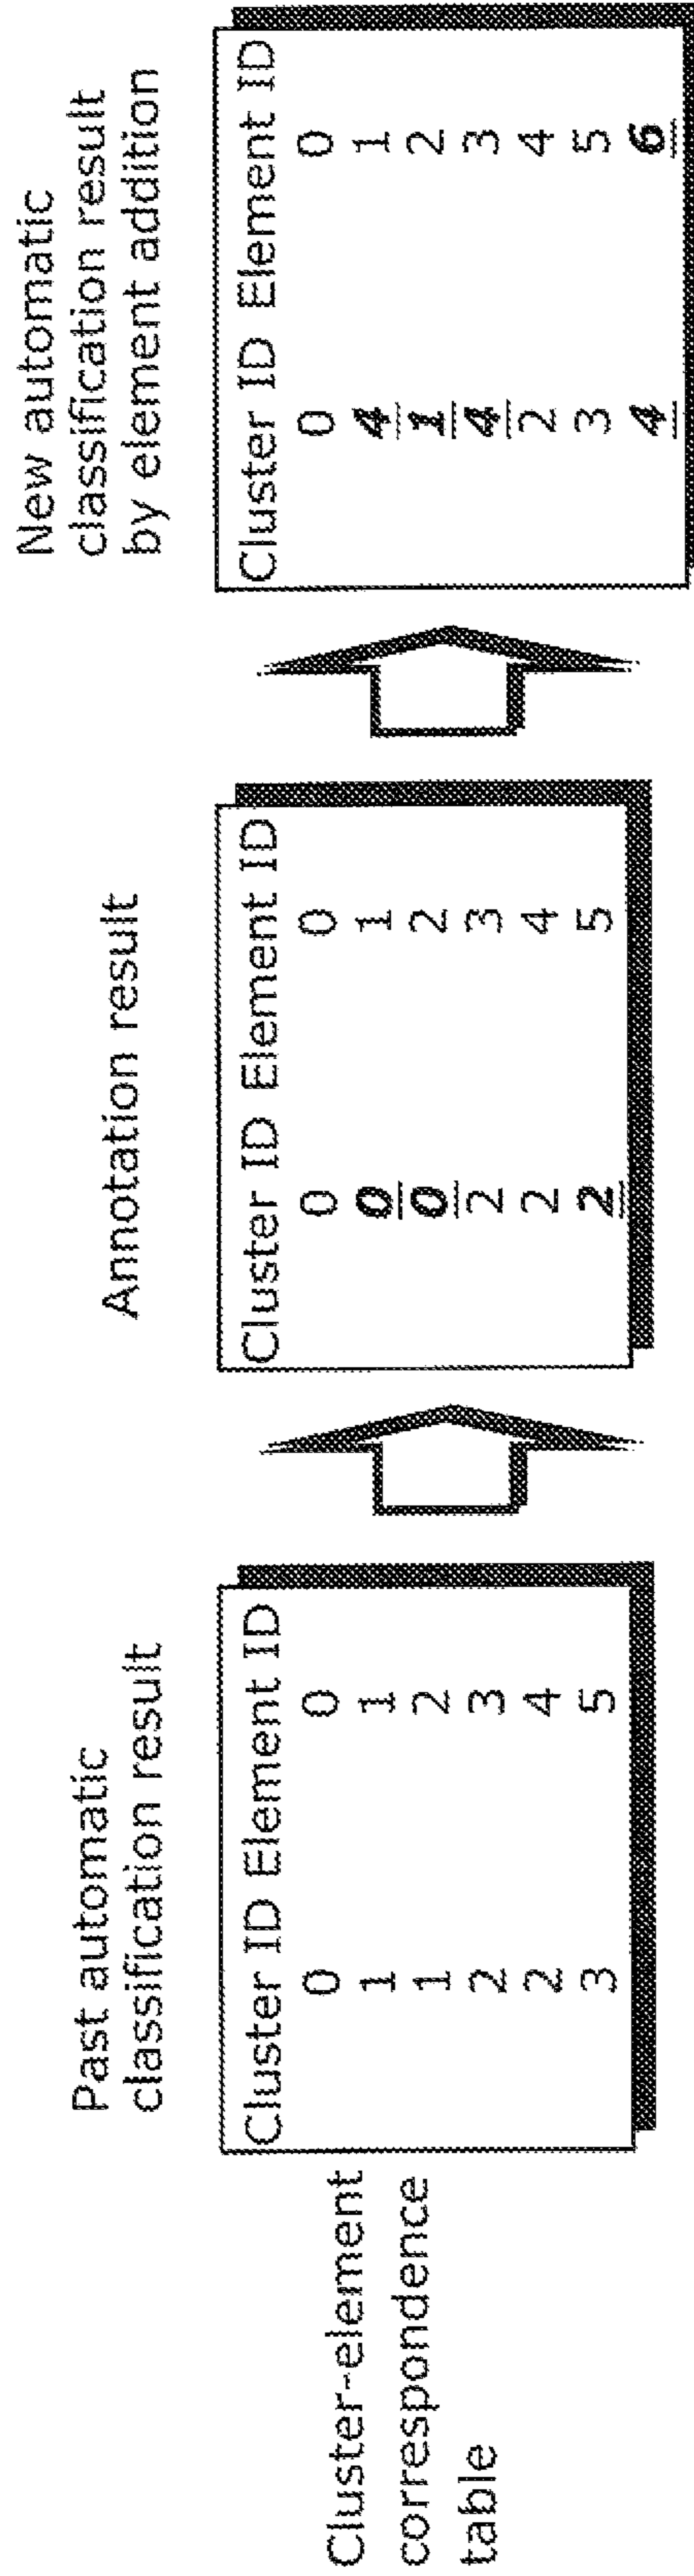 Cluster-element
correspondence
table
Past automatic
classification result
Cluster ID Element ID
0 0
1 1
1 2
2 3
2 4
3 5
Annotation result
Cluster ID Element ID
0 0
0 1
0 2
2 3
2 4
2 5
New automatic
classification result
by element addition
Cluster ID Element ID
0 0
4 1
1 2
4 3
2 4
3 5
4 6